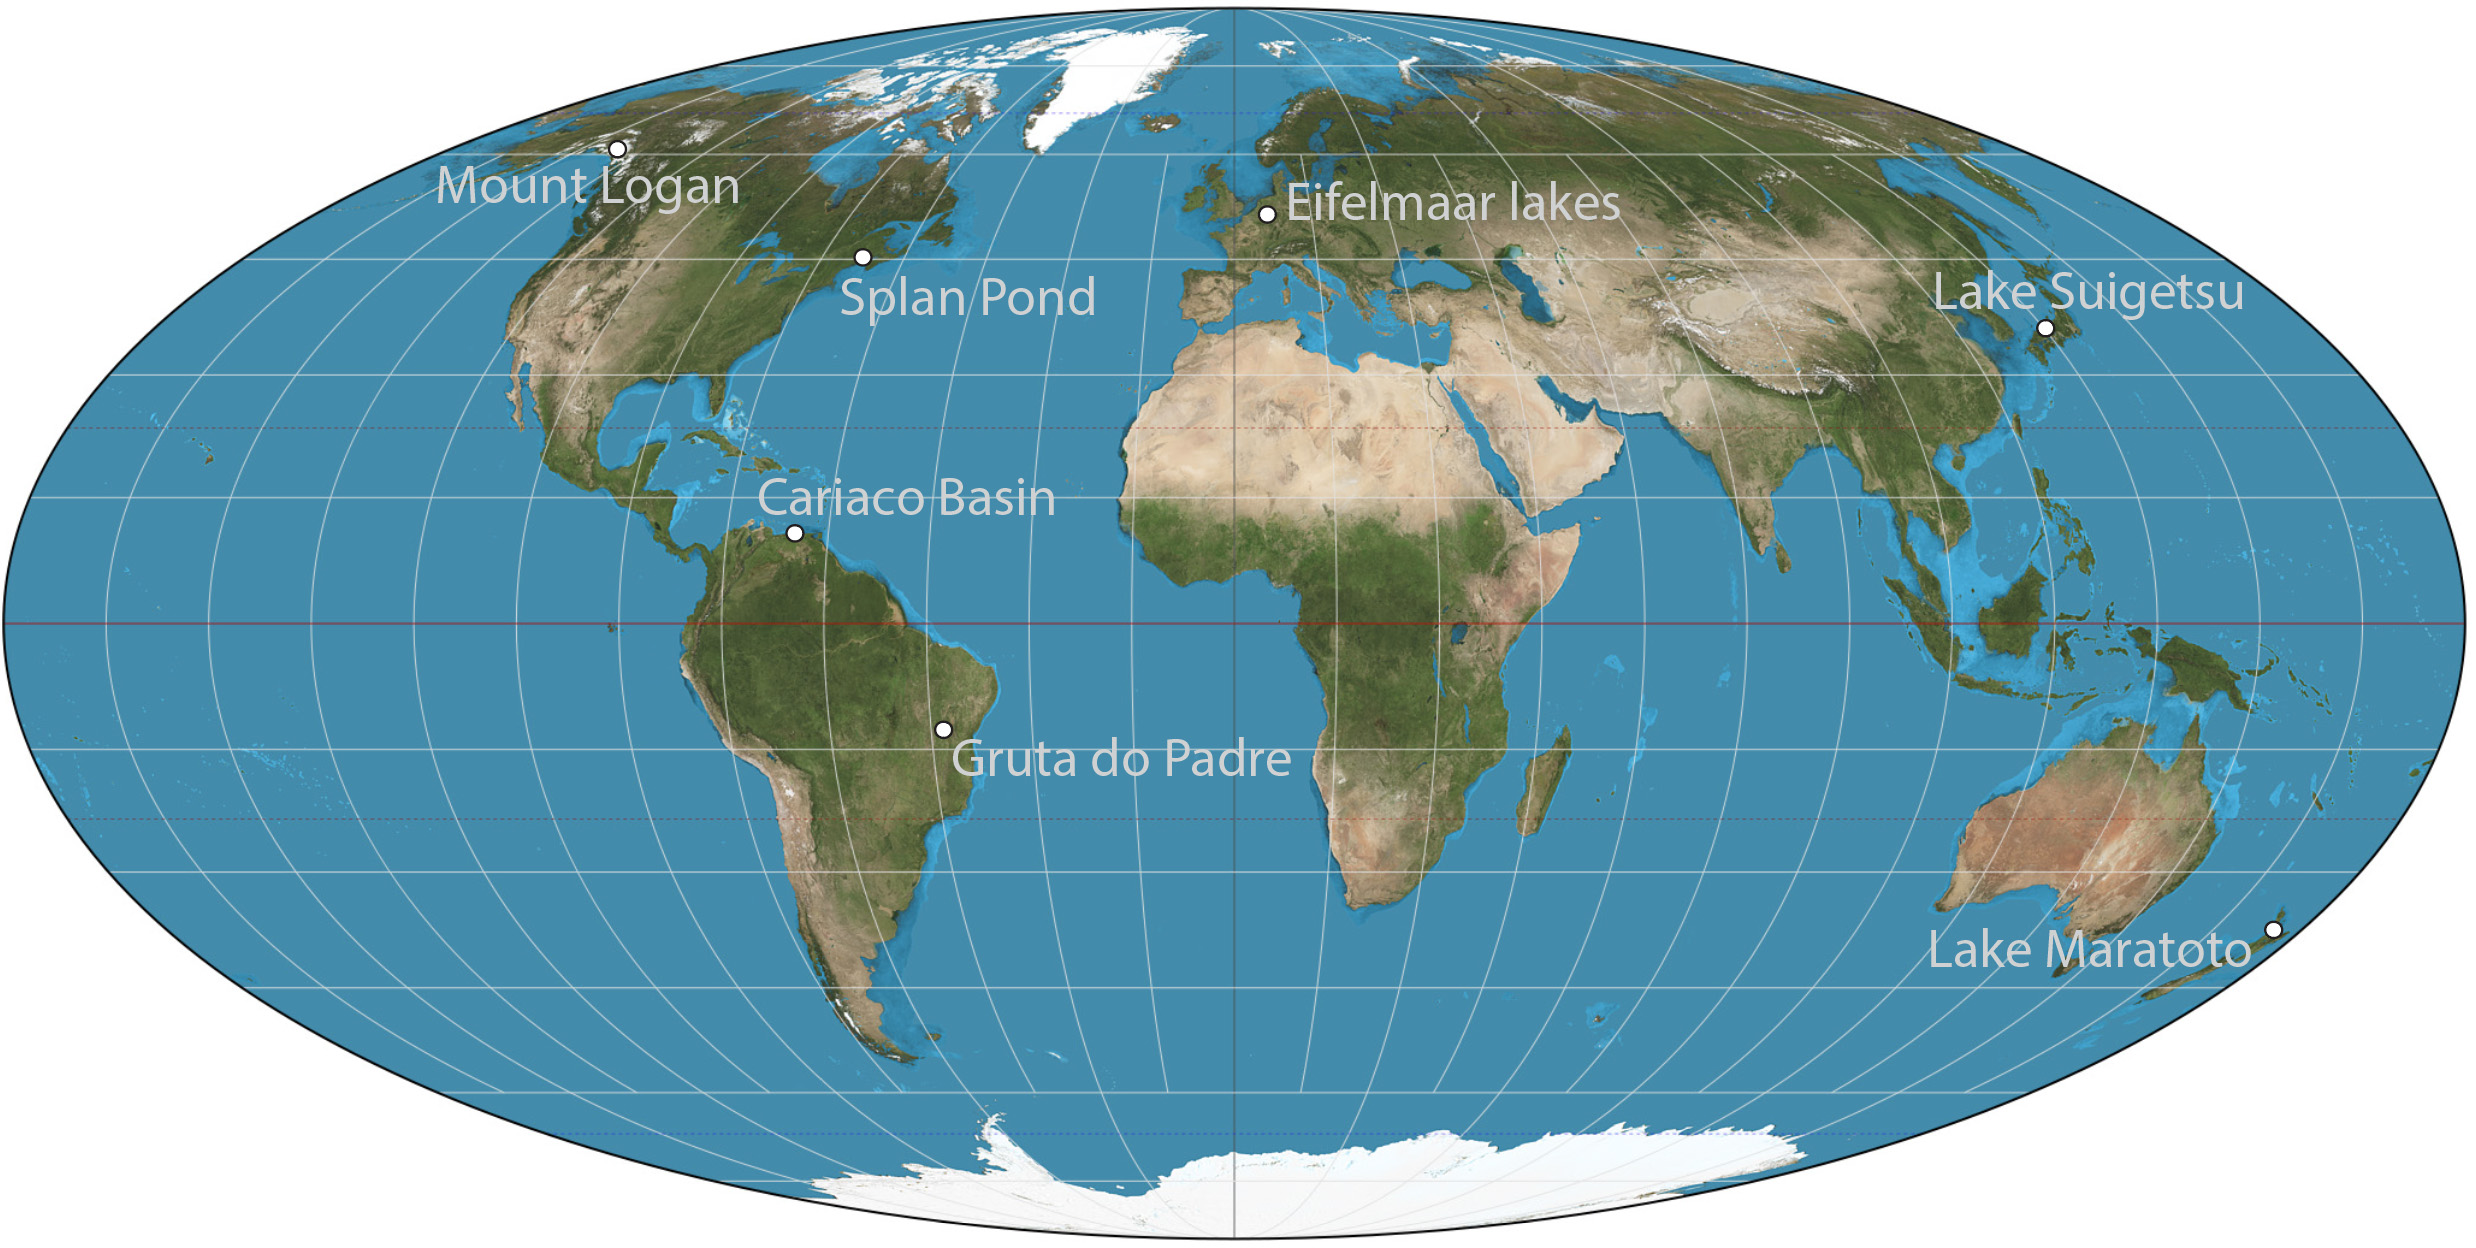 Mount Logan
Eifelmaar lakes
Splan Pond
Lake Suigetsu
Cariaco Basin
Gruta do Padre
Lake Maratoto